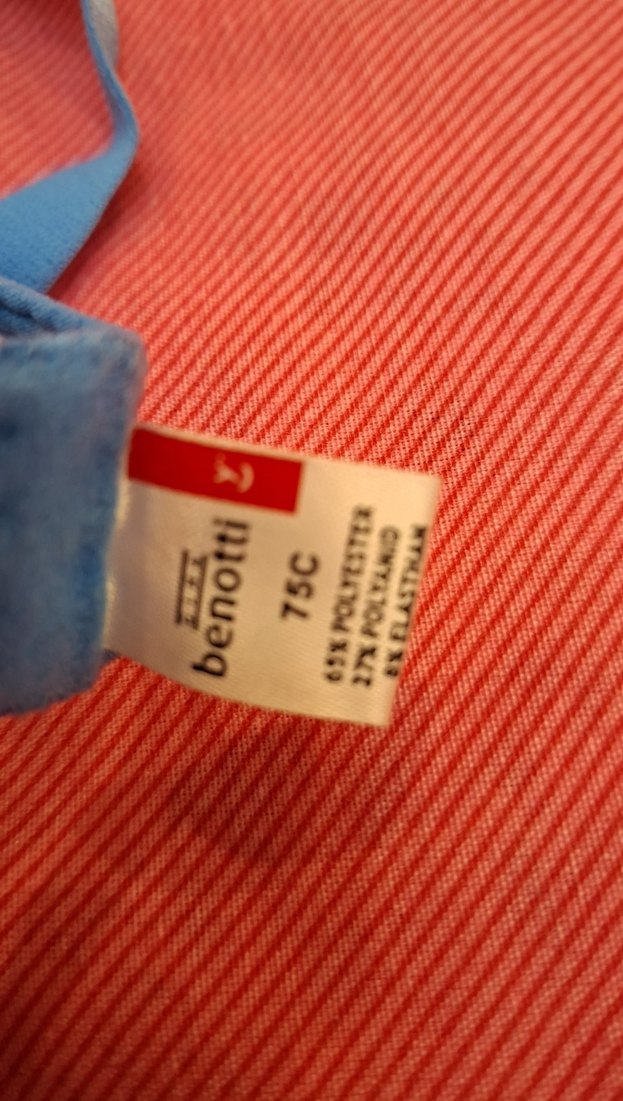 benotti
75C
65% POLYESTER
27% POLYAMID
8% ELASTHAN